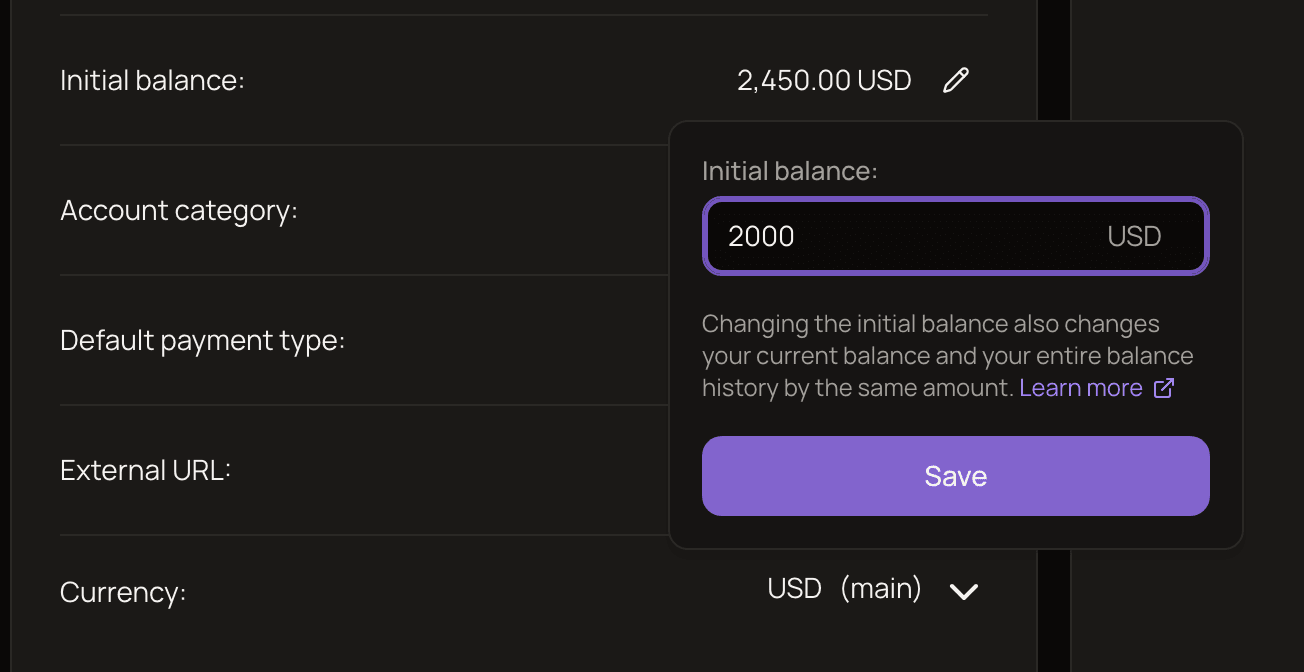 Initial balance:
2,450.00 USD
Initial balance:
2000 USD
Changing the initial balance also changes
your current balance and your entire balance
history by the same amount. Learn more
Save
Account category:
Default payment type:
External URL:
Currency:
USD (main)